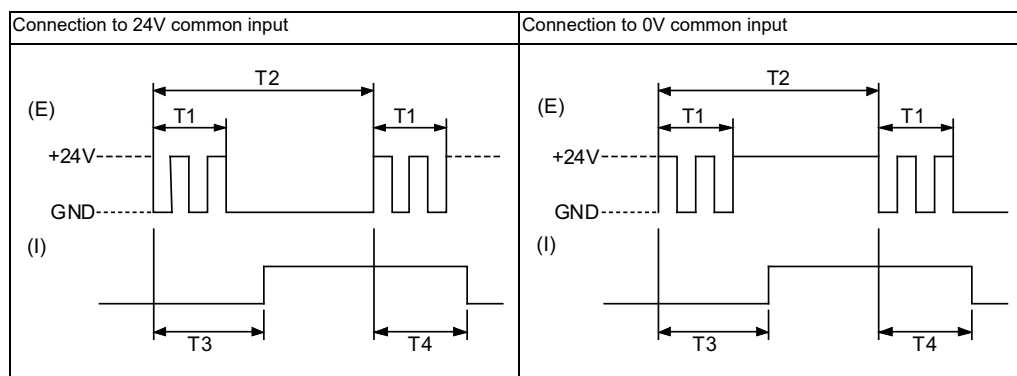 Connection to 24V common input
Connection to 0V common input
T2
(E)
T1
T1
+24V
GND
(I)
T3
T4
T2
(E)
T1
T1
+24V
GND
(I)
T3
T4